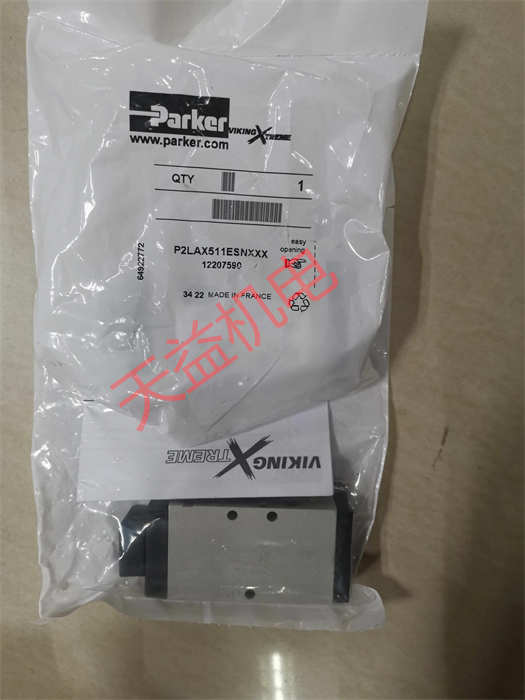 Parker VIKING XTREME
www.parker.com
QTY 1
P2LAX511ESNXXX
easy
opening
12207590
64922772
34 22 MADE IN FRANCE
天益机电
VIKING XTREME